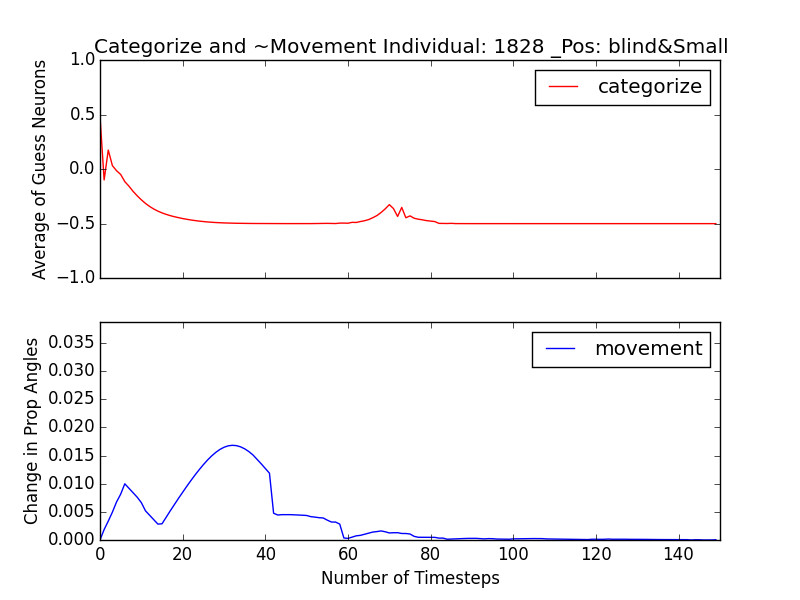 Categorize and ~Movement Individual: 1828 _Pos: blind&Small
1.0
0.5
0.0
−0.5
−1.0
Average of Guess Neurons
categorize
0.035
0.030
0.025
0.020
0.015
0.010
0.005
0.000
Change in Prop Angles
movement
0 20 40 60 80 100 120 140
Number of Timesteps